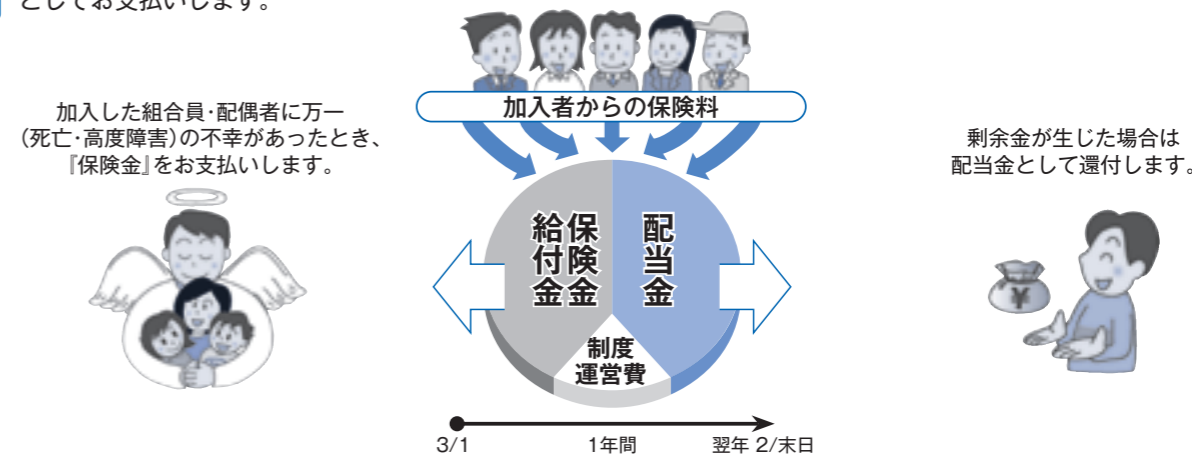 としてお支払いします。
加入者からの保険料
加入した組合員・配偶者に万一
（死亡・高度障害）の不幸があったとき、
『保険金』をお支払いします。
保険金
給付金
配当金
制度
運営費
剰余金が生じた場合は
配当金として還付します。
¥
3/1
1年間
翌年 2/末日